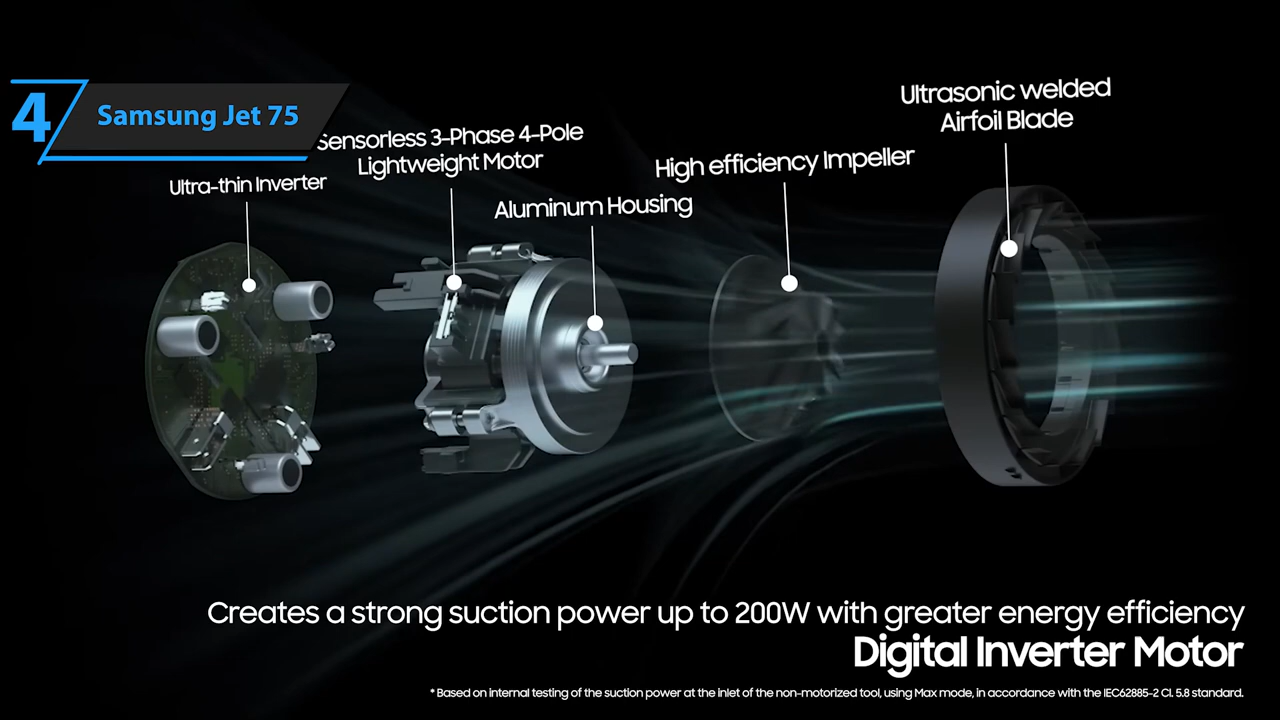 4
Samsung Jet 75
Ultra-thin Inverter
Sensorless 3-Phase 4-Pole
Lightweight Motor
Aluminum Housing
High efficiency Impeller
Ultrasonic welded
Airfoil Blade
Creates a strong suction power up to 200W with greater energy efficiency
Digital Inverter Motor
* Based on internal testing of the suction power at the inlet of the non-motorized tool, using Max mode, in accordance with the IEC62885-2 Cl. 5.8 standard.